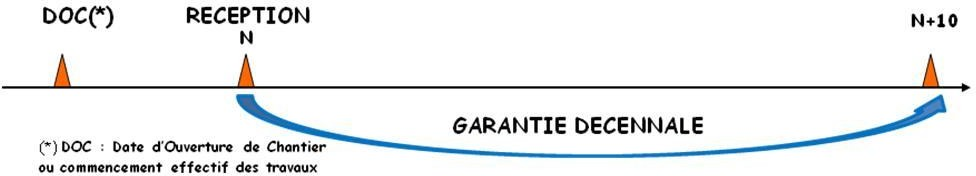 DOC(*)
RECEPTION
N
N+10
GARANTIE DECENNALE
(*) DOC : Date d'Ouverture de Chantier
ou commencement effectif des travaux